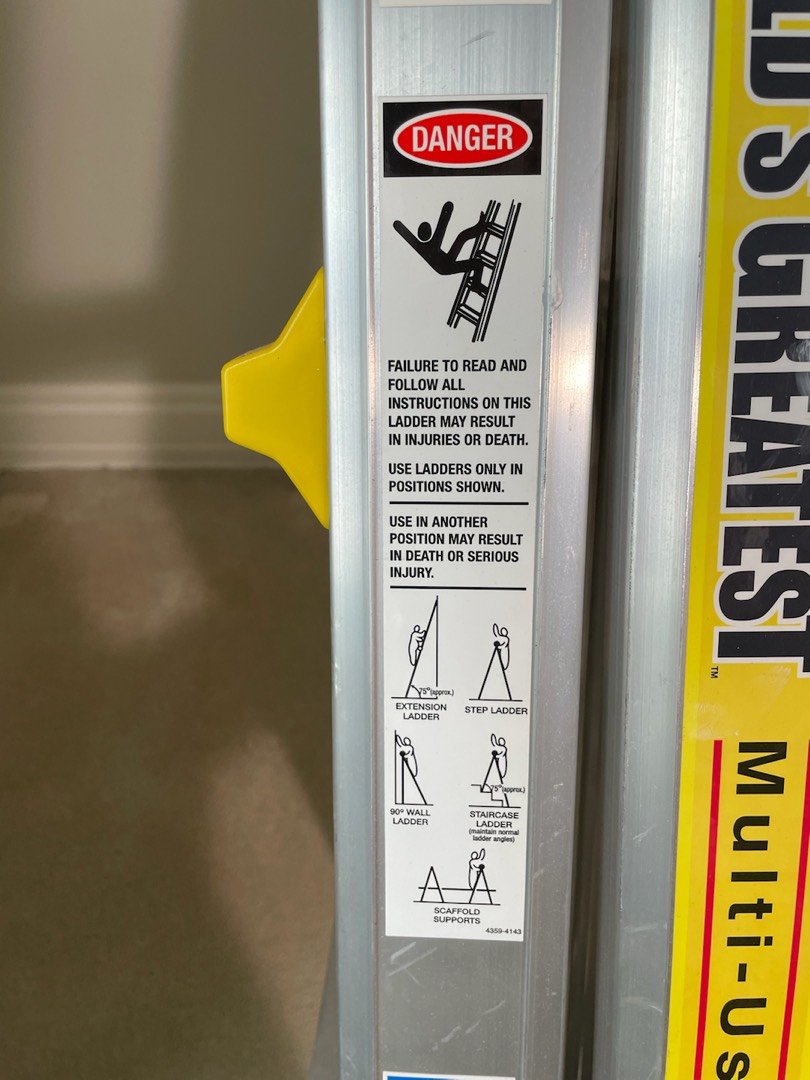 DANGER
FAILURE TO READ AND
FOLLOW ALL
INSTRUCTIONS ON THIS
LADDER MAY RESULT
IN INJURIES OR DEATH.
USE LADDERS ONLY IN
POSITIONS SHOWN.
USE IN ANOTHER
POSITION MAY RESULT
IN DEATH OR SERIOUS
INJURY.
75°(approx.)
EXTENSION
LADDER
STEP LADDER
90° WALL
LADDER
75°(approx.)
STAIRCASE
LADDER
(maintain normal
ladder angles)
SCAFFOLD
SUPPORTS
4359-4143
LD'S GREATEST™
Multi-Us